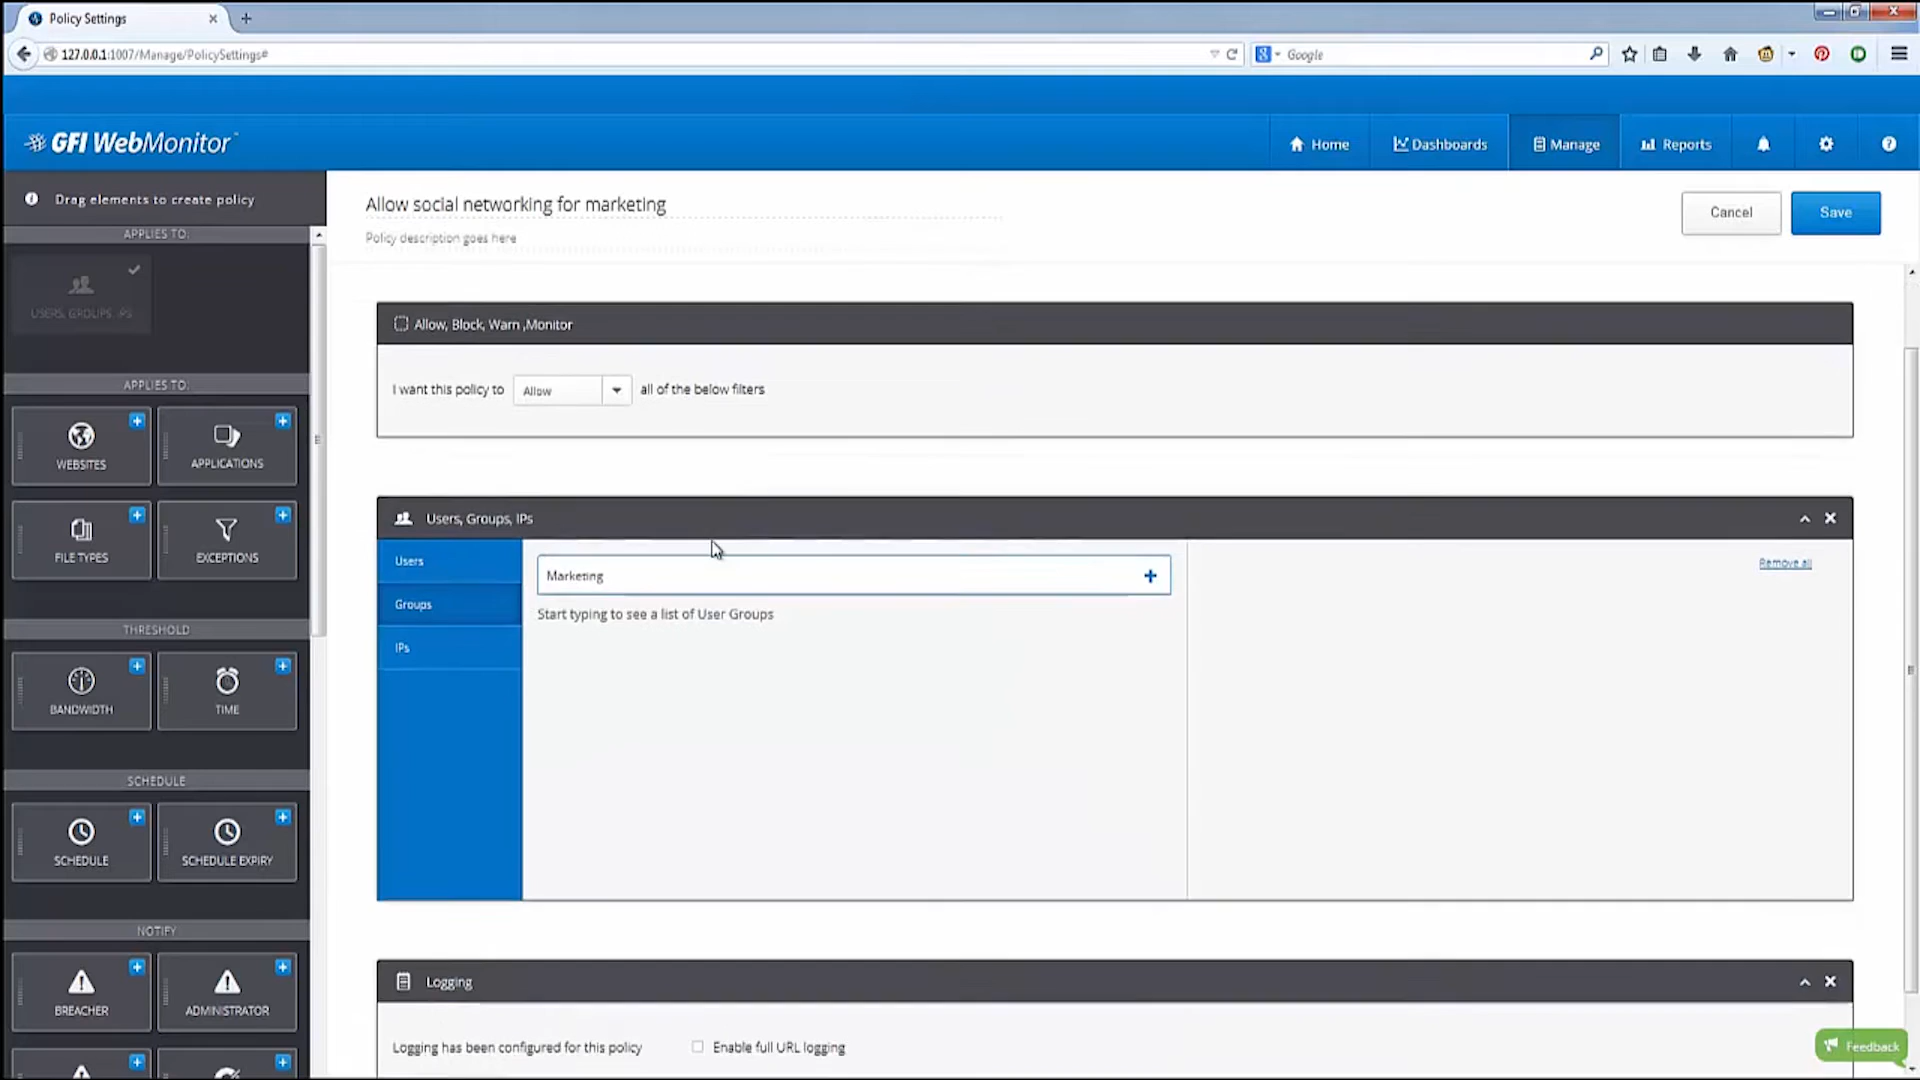 Policy Settings
127.0.0.1:1007/Manage/PolicySettings#
Google
GFI WebMonitor
Home
Dashboards
Manage
Reports
Drag elements to create policy
APPLIES TO:
USERS, GROUPS, IPS
APPLIES TO:
WEBSITES
APPLICATIONS
FILE TYPES
EXCEPTIONS
THRESHOLD
BANDWIDTH
TIME
SCHEDULE
SCHEDULE
SCHEDULE EXPIRY
NOTIFY
BREACHER
ADMINISTRATOR
Allow social networking for marketing
Policy description goes here
Cancel
Save
Allow, Block, Warn ,Monitor
I want this policy to
Allow
all of the below filters
Users, Groups, IPs
Users
Groups
IPs
Marketing
Start typing to see a list of User Groups
Remove all
Logging
Logging has been configured for this policy
Enable full URL logging
Feedback